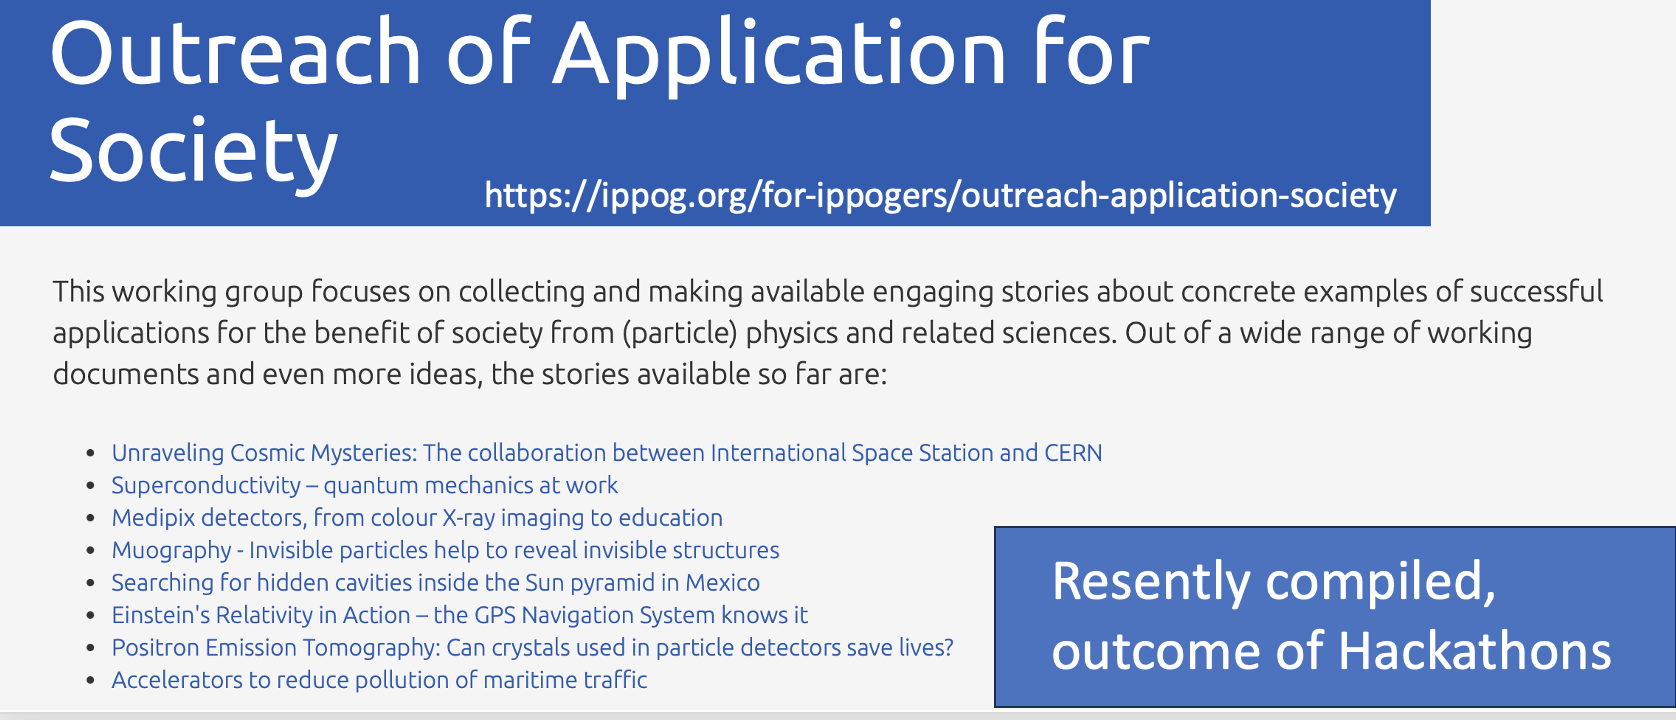 Outreach of Application for
Society
https://ippog.org/for-ippogers/outreach-application-society
This working group focuses on collecting and making available engaging stories about concrete examples of successful
applications for the benefit of society from (particle) physics and related sciences. Out of a wide range of working
documents and even more ideas, the stories available so far are:
• Unraveling Cosmic Mysteries: The collaboration between International Space Station and CERN
• Superconductivity – quantum mechanics at work
• Medipix detectors, from colour X-ray imaging to education
• Muography - Invisible particles help to reveal invisible structures
• Searching for hidden cavities inside the Sun pyramid in Mexico
• Einstein's Relativity in Action – the GPS Navigation System knows it
• Positron Emission Tomography: Can crystals used in particle detectors save lives?
• Accelerators to reduce pollution of maritime traffic
Resently compiled,
outcome of Hackathons